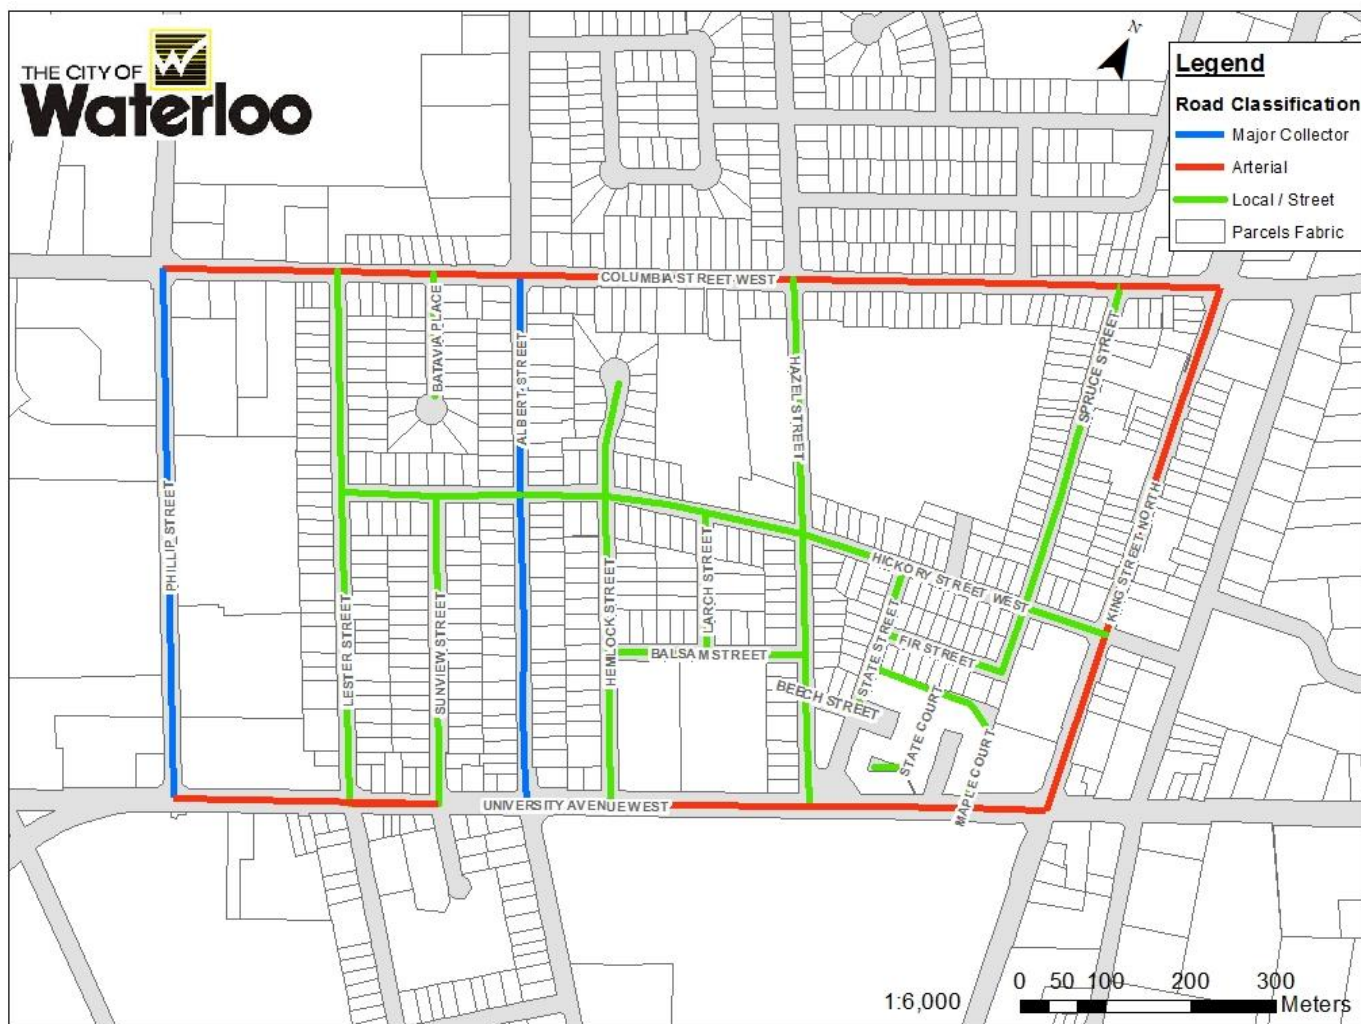 THE CITY OF
Waterloo
N
Legend
Road Classification
Major Collector
Arterial
Local / Street
Parcels Fabric
COLUMBIA STREET WEST
BATAVIA PLACE
ALBERT STREET
HAZEL STREET
SPRUCE STREET
PHILLIP STREET
KING STREET NORTH
HICKORY STREET WEST
LESTER STREET
SUNVIEW STREET
HEMLOCK STREET
LARCH STREET
STATE STREET
FIR STREET
BALSAM STREET
BEECH STREET
STATE COURT
MAPLE COURT
UNIVERSITY AVENUE WEST
1:6,000
0 50 100 200 300
Meters